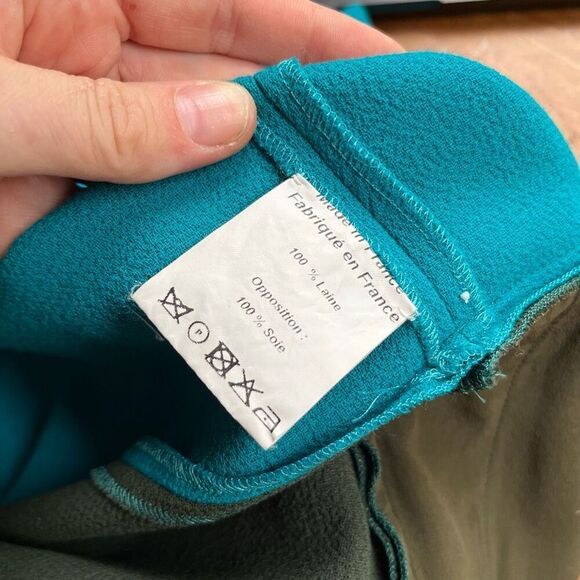 Made in France
Fabriqué en France
100 % Laine
Opposition :
100 % Soie
P